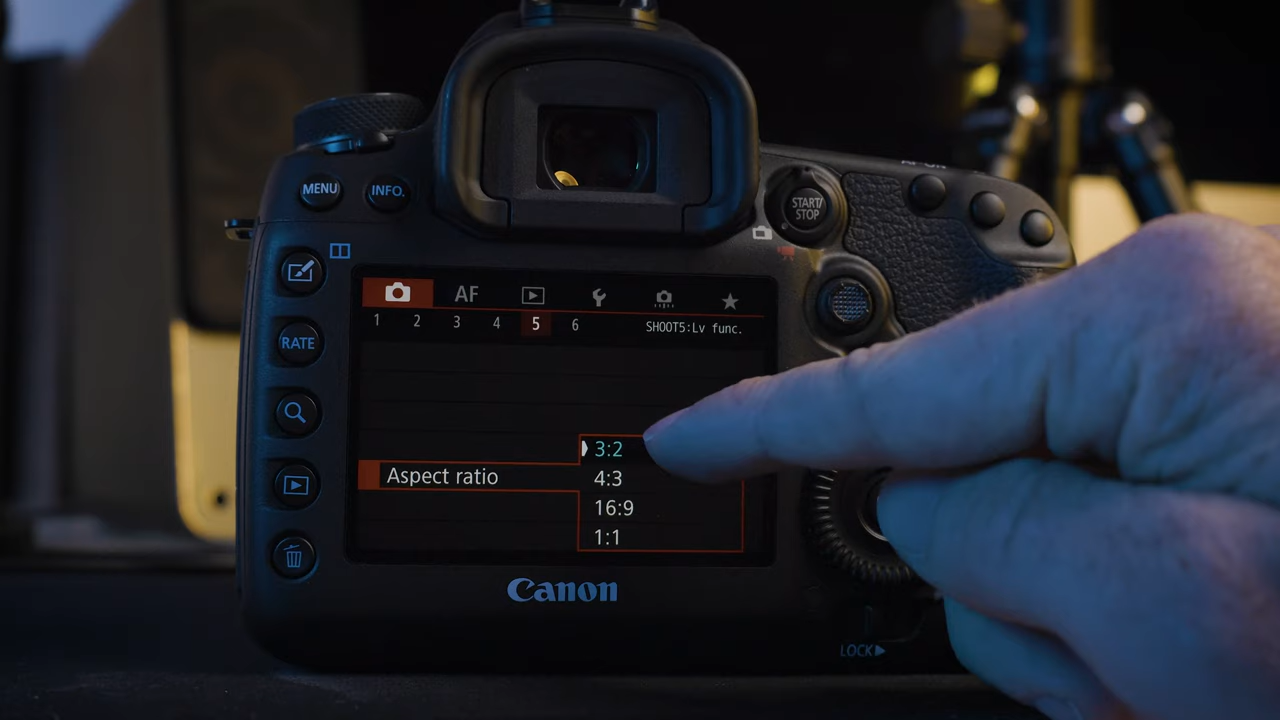 MENU
INFO.
START/
STOP
RATE
AF
1 2 3 4 5 6
SHOOT5:Lv func.
Aspect ratio
3:2
4:3
16:9
1:1
Canon
LOCK